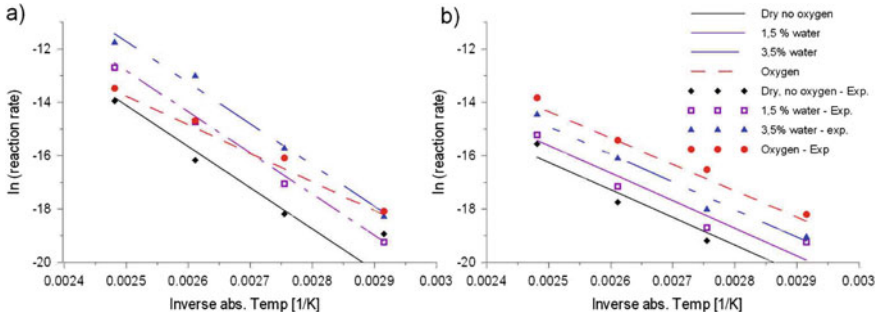 a)
ln (reaction rate)
-12
-14
-16
-18
-20
0.0024 0.0025 0.0026 0.0027 0.0028 0.0029 0.003
Inverse abs. Temp [1/K]
b)
ln (reaction rate)
-12
-14
-16
-18
-20
0.0024 0.0025 0.0026 0.0027 0.0028 0.0029 0.003
Inverse abs. Temp [1/K]
Dry no oxygen
1,5 % water
3,5% water
Oxygen
Dry, no oxygen - Exp.
1,5 % water - Exp.
3,5% water - exp.
Oxygen - Exp